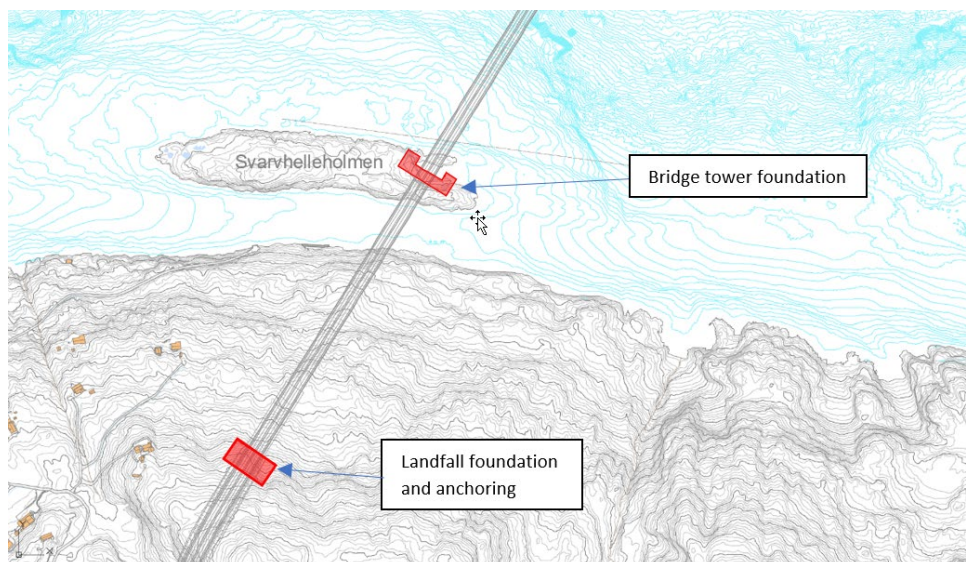 Svarvhelleholmen
Bridge tower foundation
Landfall foundation
and anchoring